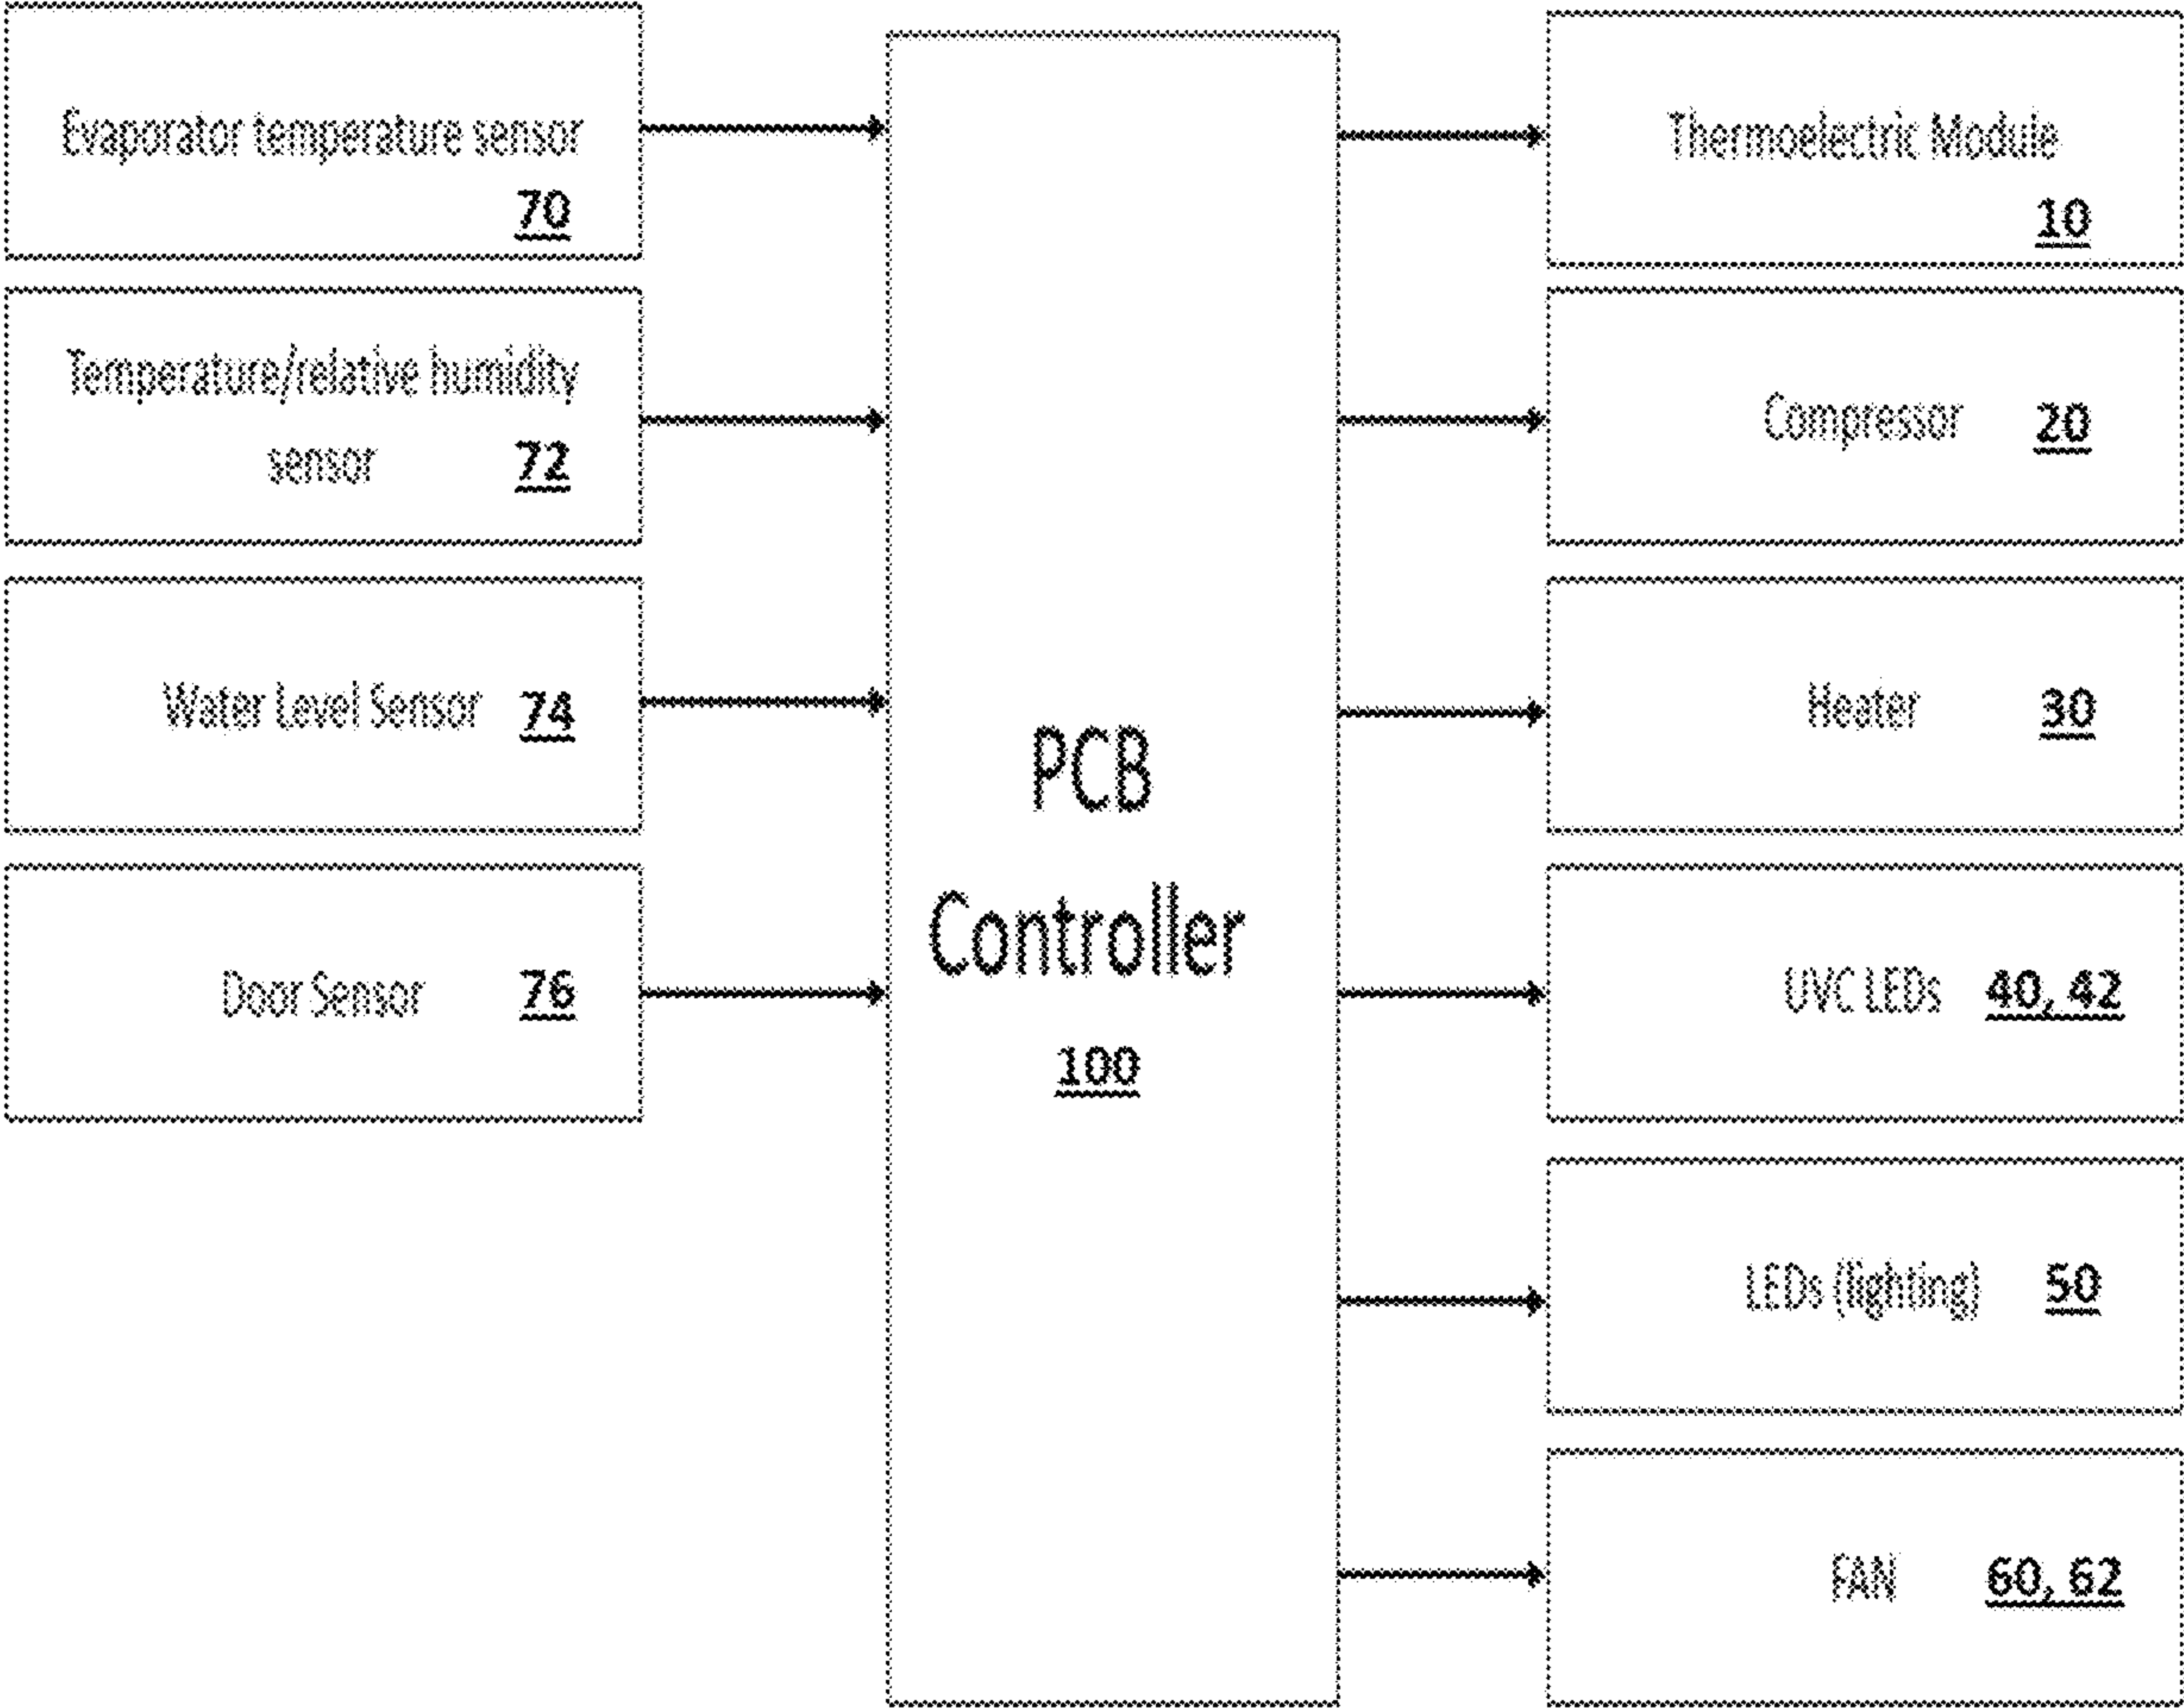 Evaporator temperature sensor
70
Temperature/relative humidity
sensor 72
Water Level Sensor 74
Door Sensor 76
PCB
Controller
100
Thermoelectric Module
10
Compressor 20
Heater 30
UVC LEDs 40, 42
LEDs (lighting) 50
FAN 60, 62